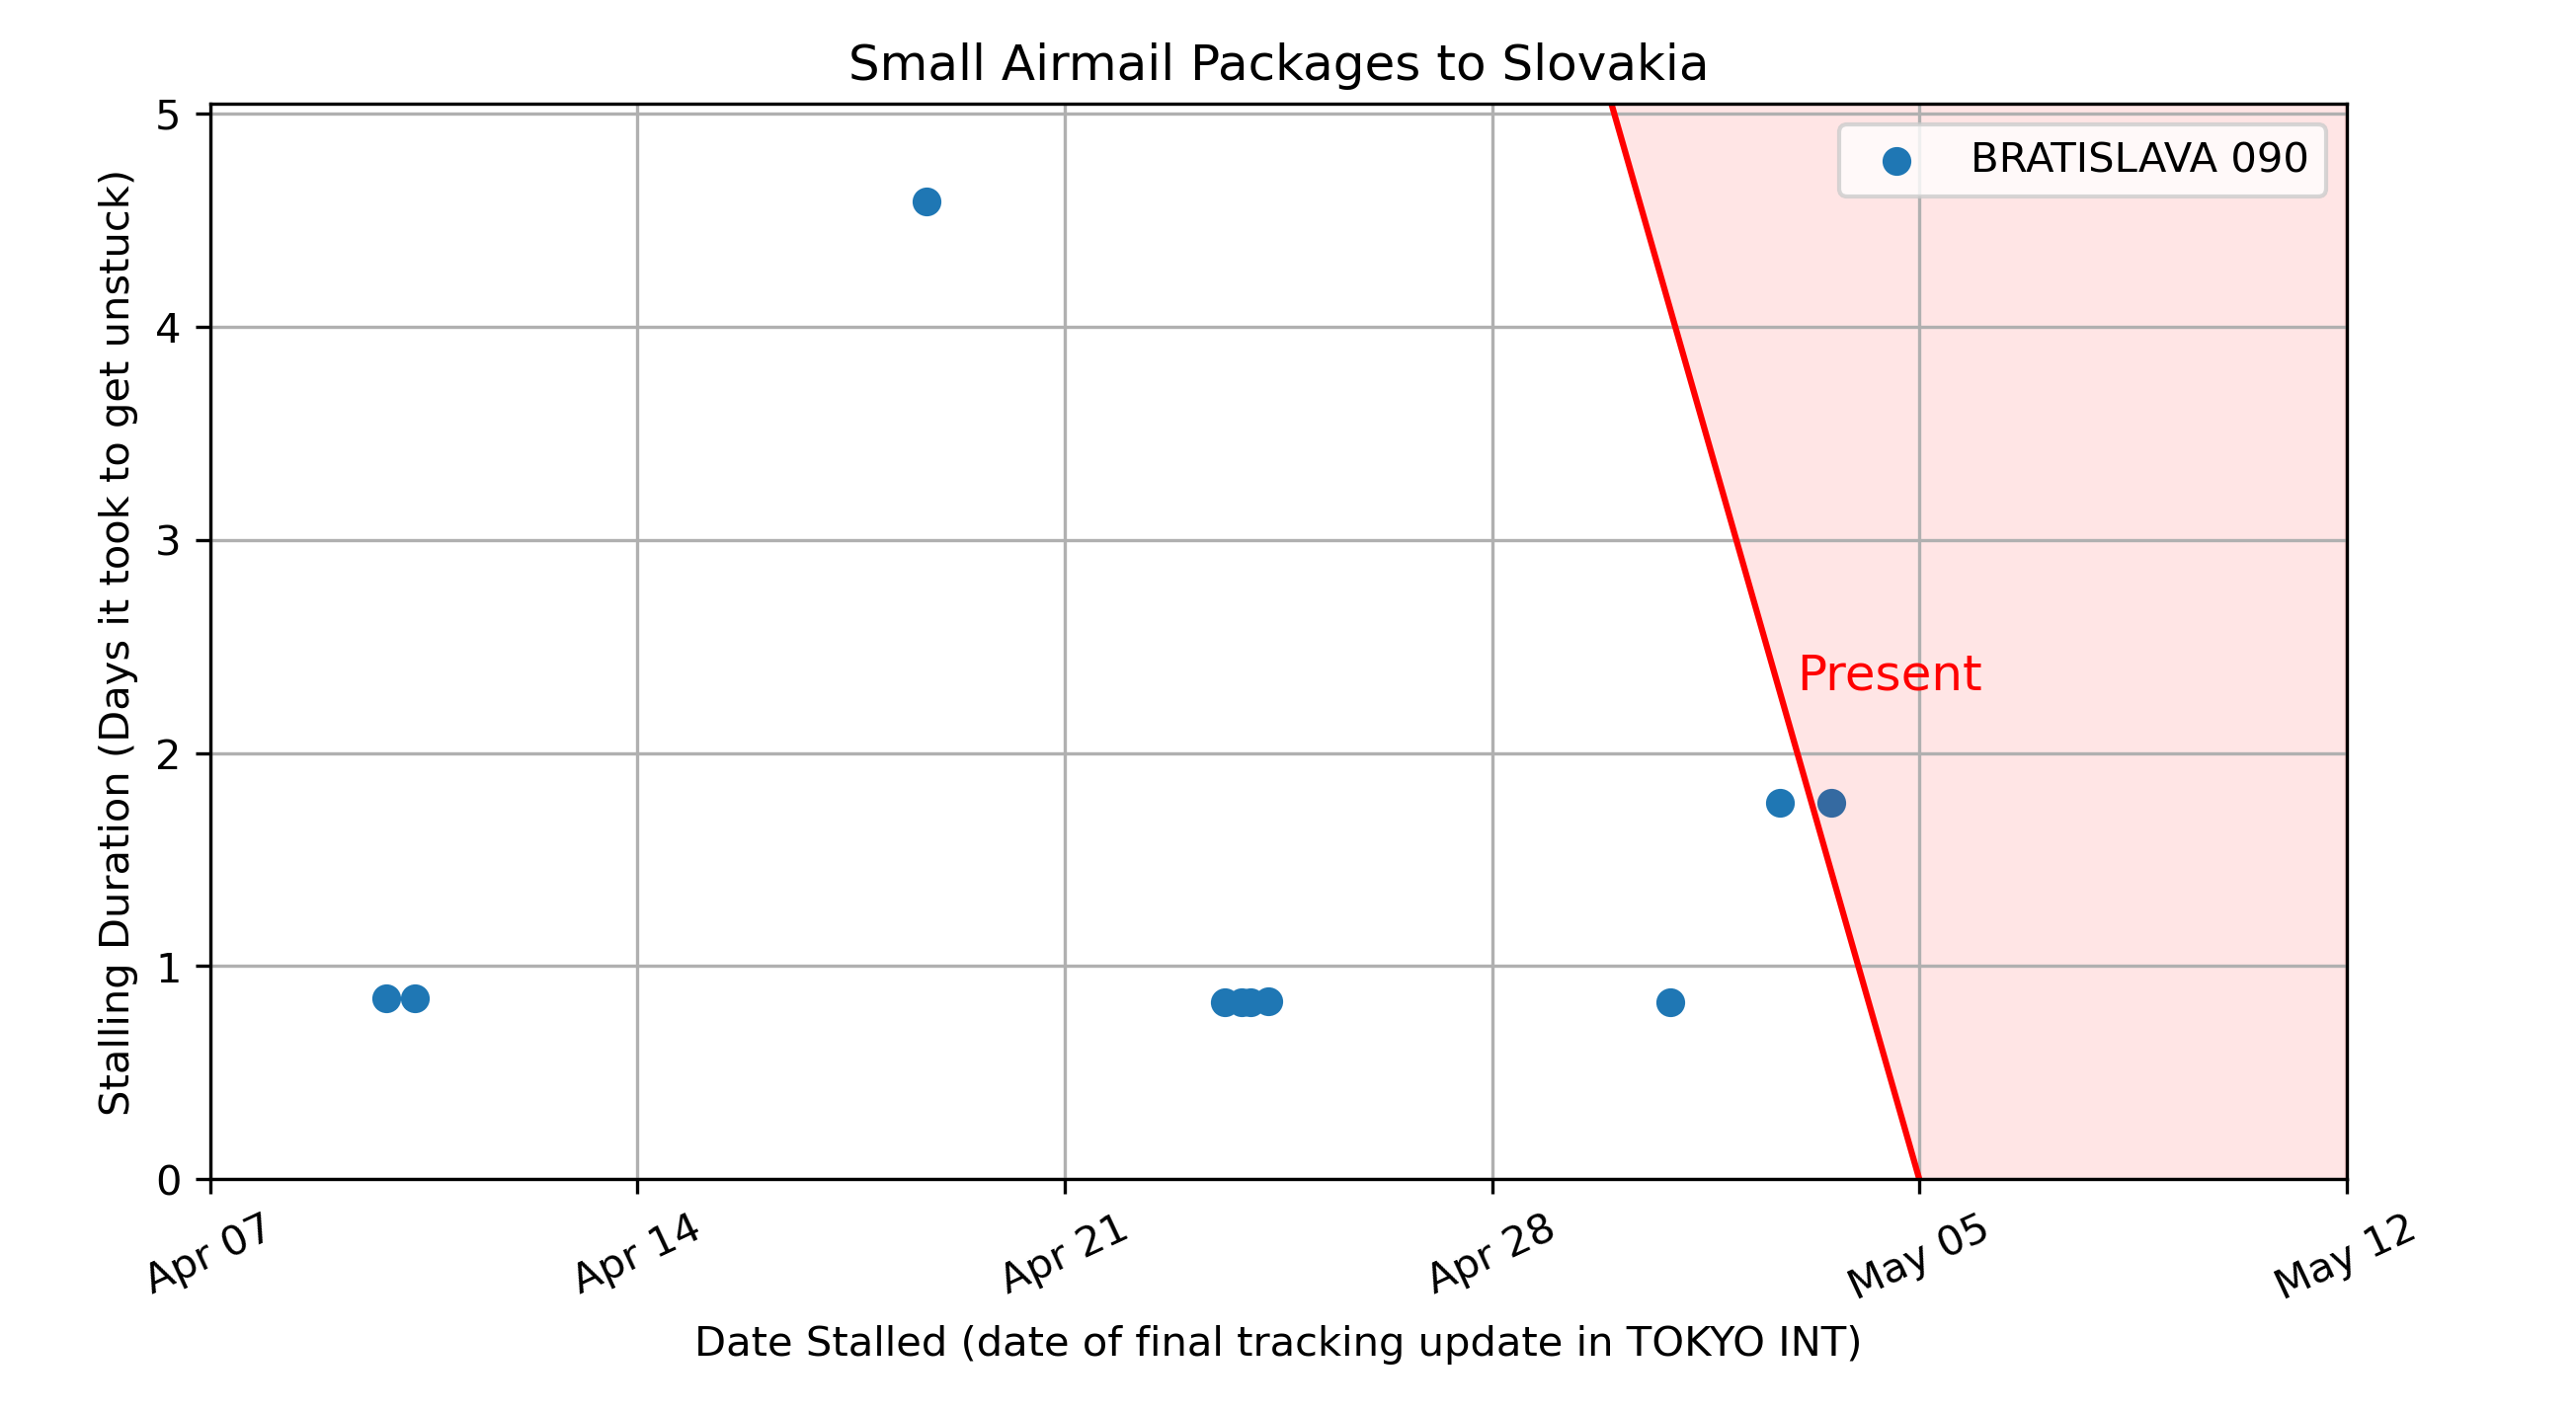 Small Airmail Packages to Slovakia
BRATISLAVA 090
Present
Stalling Duration (Days it took to get unstuck)
5
4
3
2
1
0
Apr 07
Apr 14
Apr 21
Apr 28
May 05
May 12
Date Stalled (date of final tracking update in TOKYO INT)